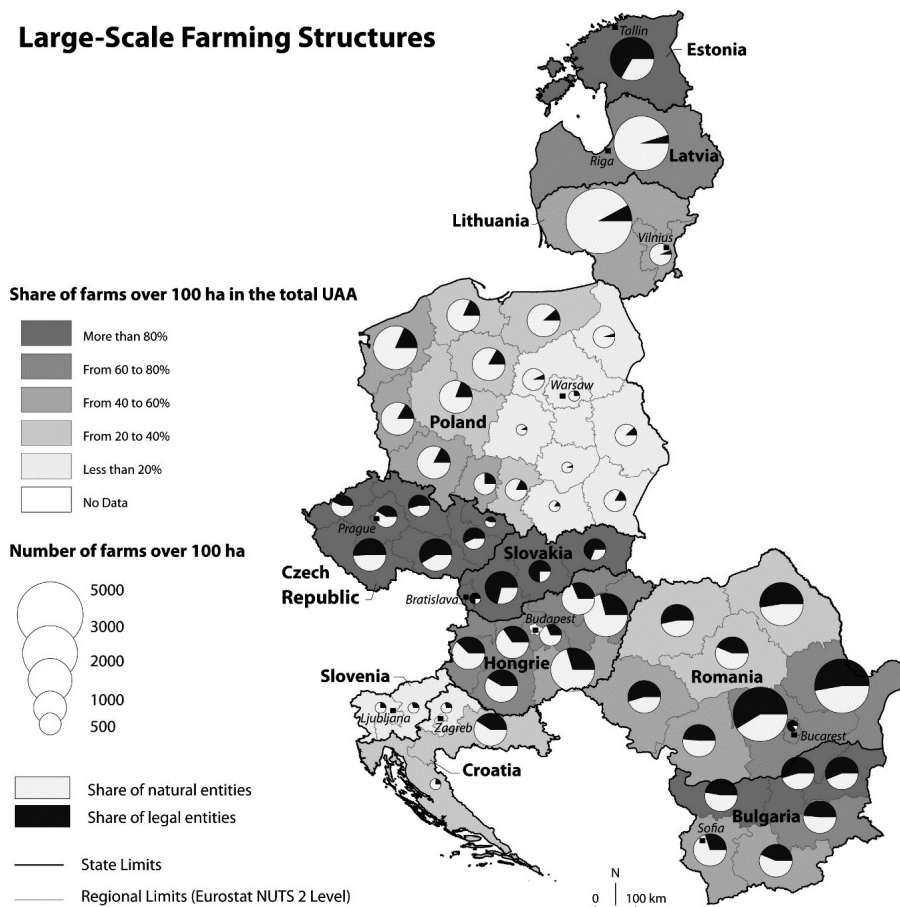 Large-Scale Farming Structures
Tallin
Estonia
Riga
Latvia
Lithuania
Vilnius
Share of farms over 100 ha in the total UAA
More than 80%
From 60 to 80%
From 40 to 60%
From 20 to 40%
Less than 20%
No Data
Warsaw
Poland
Number of farms over 100 ha
5000
3000
2000
1000
500
Prague
Czech
Republic
Slovakia
Bratislava
Budapest
Hongrie
Slovenia
Ljubljana
Zagreb
Croatia
Romania
Bucarest
Bulgaria
Sofia
Share of natural entities
Share of legal entities
State Limits
Regional Limits (Eurostat NUTS 2 Level)
N
0 100 km